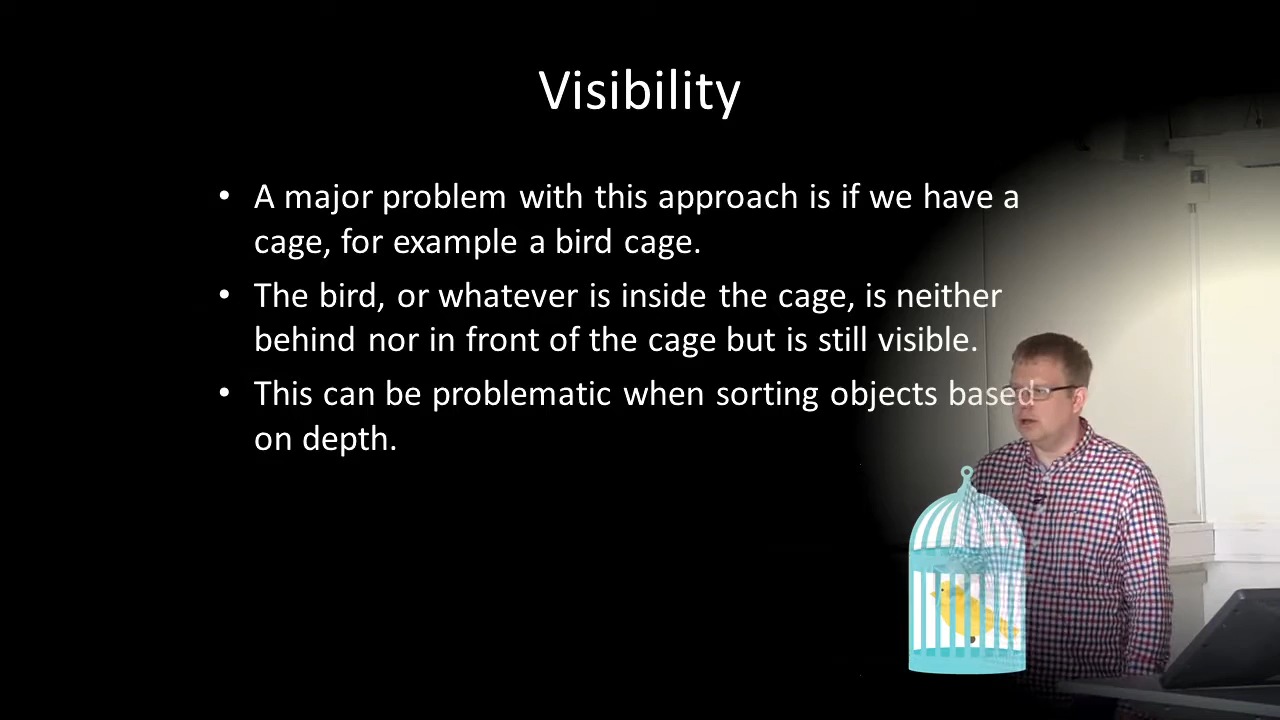 Visibility
• A major problem with this approach is if we have a
cage, for example a bird cage.
• The bird, or whatever is inside the cage, is neither
behind nor in front of the cage but is still visible.
• This can be problematic when sorting objects based
on depth.